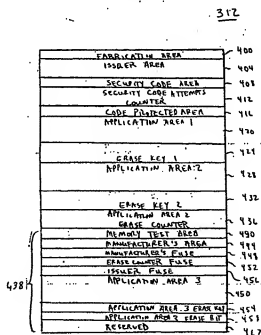 312
FABRICATION AREA
400
ISSUER AREA
404
SECURITY CODE AREA
408
SECURITY CODE ATTEMPTS
COUNTER
412
CODE PROTECTED AREA
416
APPLICATION AREA 1
420
424
ERASE KEY 1
APPLICATION AREA 2
428
432
ERASE KEY 2
APPLICATION AREA 2
ERASE COUNTER
436
MEMORY TEST AREA
440
MANUFACTURER'S AREA
444
MANUFACTURER'S FUSE
448
ERASE COUNTER FUSE
452
ISSUER FUSE
456
APPLICATION AREA 3
438
450
APPLICATION AREA 3 ERASE KEY
454
APPLICATION AREA 3 ERASE BIT
458
RESERVED